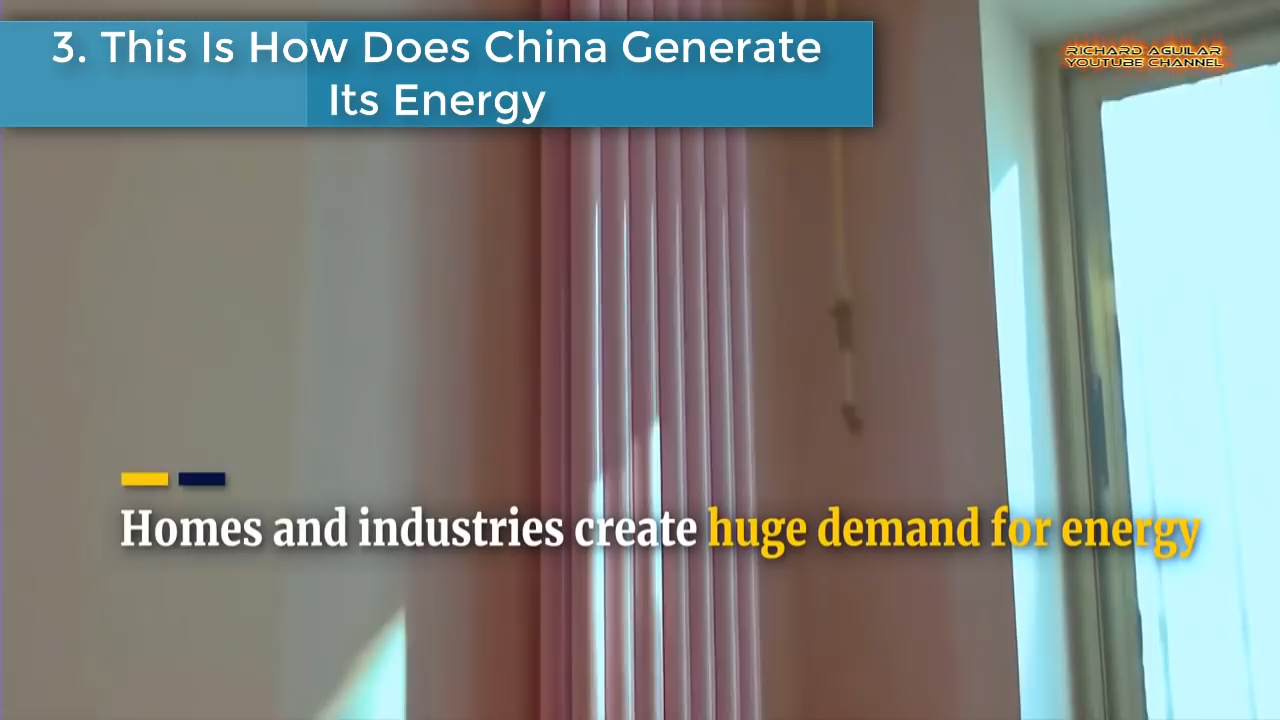 3. This Is How Does China Generate
Its Energy
RICHARD AGUILAR
YOUTUBE CHANNEL
Homes and industries create huge demand for energy